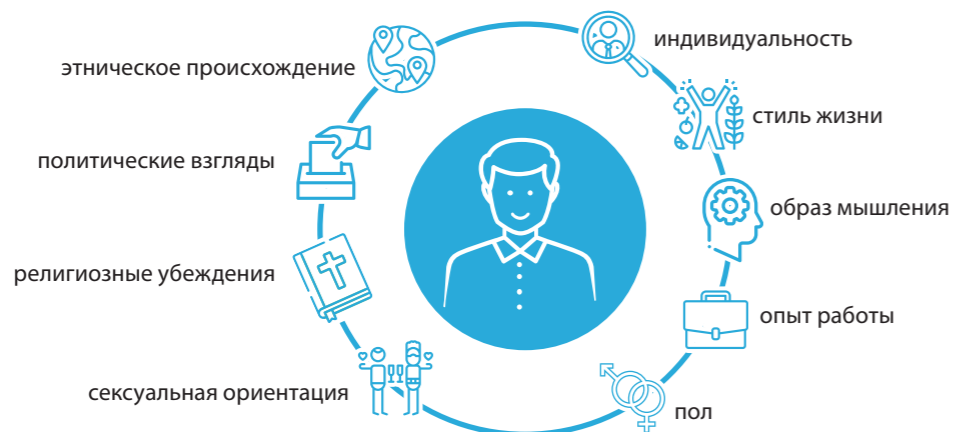 этническое происхождение
индивидуальность
стиль жизни
политические взгляды
образ мышления
религиозные убеждения
опыт работы
сексуальная ориентация
пол